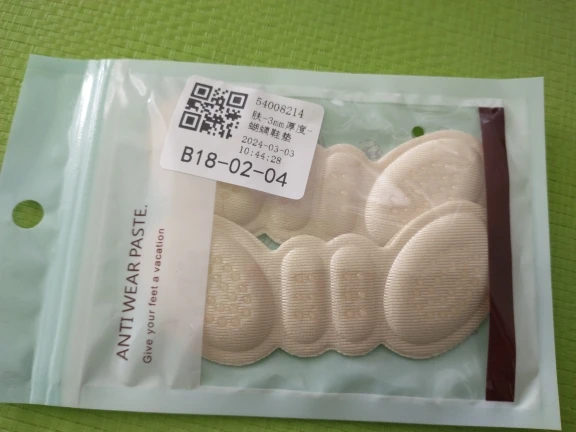 54008214
肤-3mm厚度-
蝴蝶鞋垫
2024-03-03
10:44:28
B18-02-04
ANTI WEAR PASTE.
Give your feet a vacation